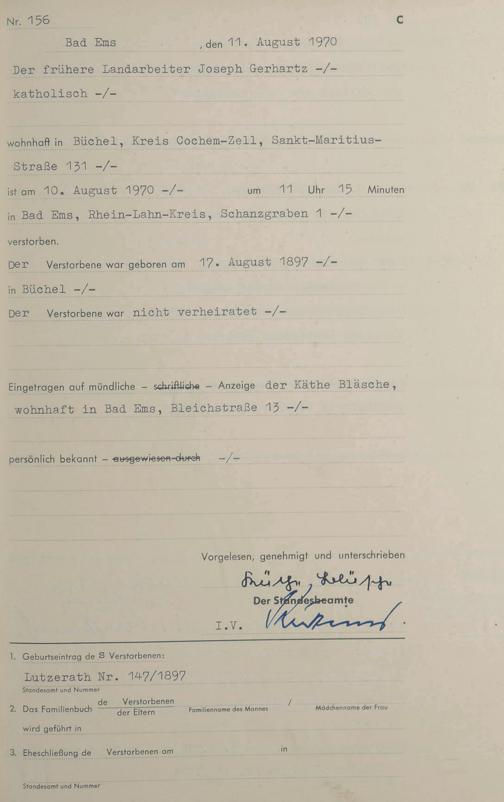 Nr. 156 C
Bad Ems , den 11. August 1970
Der frühere Landarbeiter Joseph Gerhartz -/-
katholisch -/-
wohnhaft in Büchel, Kreis Cochem-Zell, Sankt-Maritius-
Straße 131 -/-
ist am 10. August 1970 -/- um 11 Uhr 15 Minuten
in Bad Ems, Rhein-Lahn-Kreis, Schanzgraben 1 -/-
verstorben.
Der Verstorbene war geboren am 17. August 1897 -/-
in Büchel -/-
Der Verstorbene war nicht verheiratet -/-
Eingetragen auf mündliche – schriftliche – Anzeige der Käthe Bläsche,
wohnhaft in Bad Ems, Bleichstraße 13 -/-
persönlich bekannt – ausgewiesen durch -/-
Vorgelesen, genehmigt und unterschrieben
Käthe Bläsche
Der Standesbeamte
I.V.
1. Geburtseintrag des Verstorbenen:
Lutzerath Nr. 147/1897
Standesamt und Nummer
2. Das Familienbuch de Verstorbenen / der Eltern Familienname des Mannes / Mädchenname der Frau
wird geführt in
3. Eheschließung de Verstorbenen am in
Standesamt und Nummer